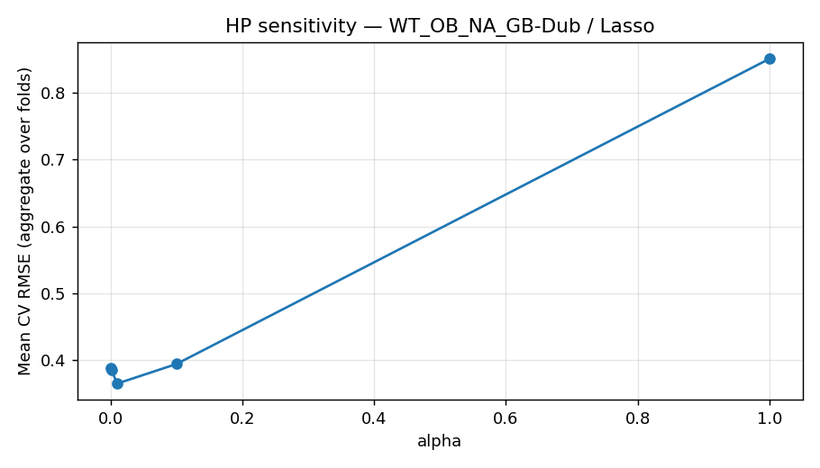 HP sensitivity — WT_OB_NA_GB-Dub / Lasso
Mean CV RMSE (aggregate over folds)
0.8
0.7
0.6
0.5
0.4
0.0 0.2 0.4 0.6 0.8 1.0
alpha